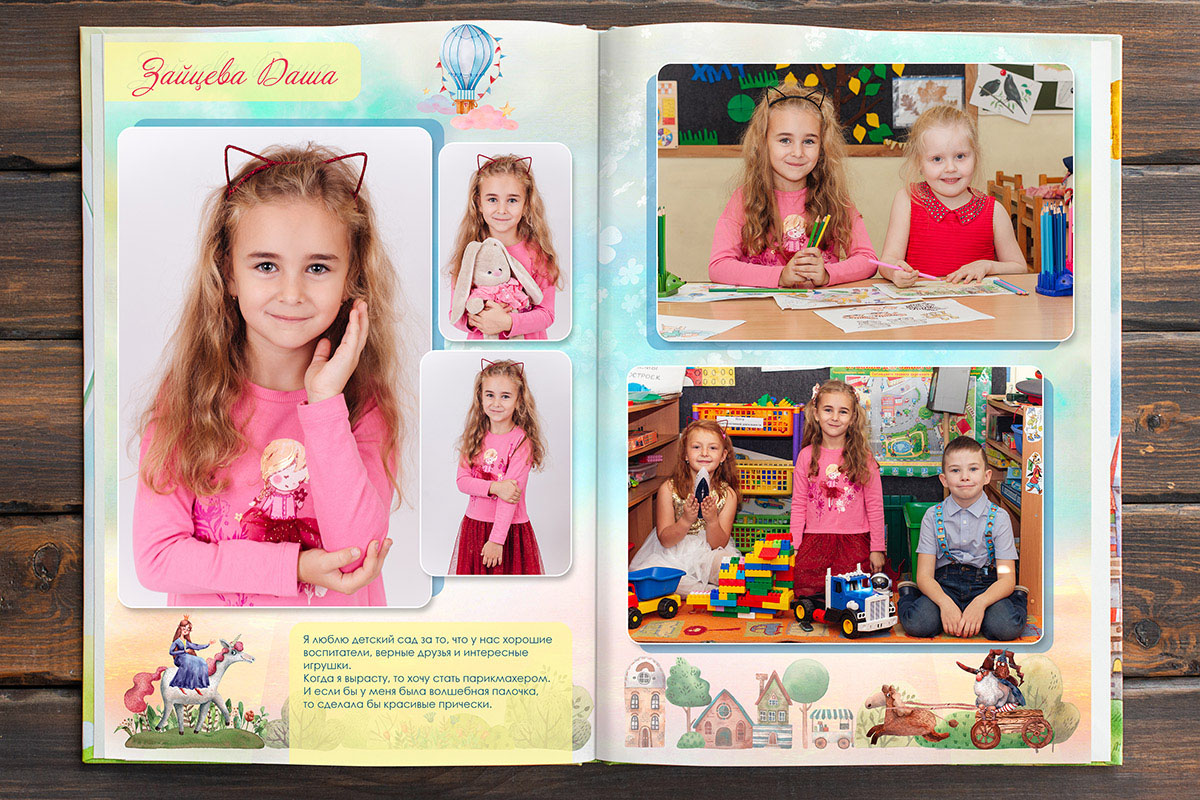 Зайцева Даша
Я люблю детский сад за то, что у нас хорошие
воспитатели, верные друзья и интересные
игрушки.
Когда я вырасту, то хочу стать парикмахером.
И если бы у меня была волшебная палочка,
то сделала бы красивые прически.